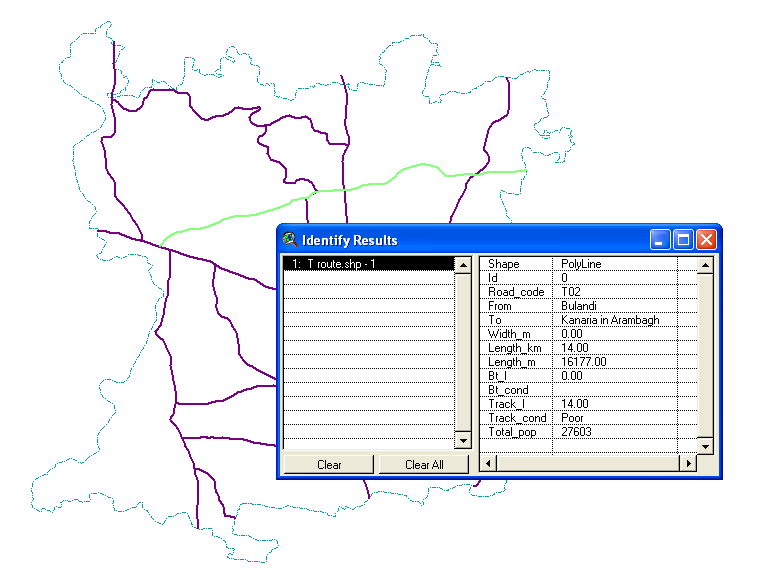 Identify Results
1: T route.shp - 1
Shape PolyLine
Id 0
Road_code T02
From Bulandi
To Kanaria in Arambagh
Width_m 0.00
Length_km 14.00
Length_m 16177.00
Bt_l 0.00
Bt_cond
Track_l 14.00
Track_cond Poor
Total_pop 27603
Clear Clear All